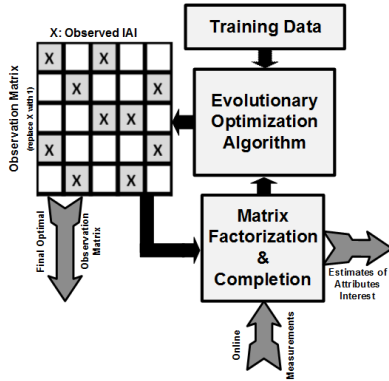 X: Observed IAI
Observation Matrix
(replace X with 1)
X X
X X
X X
X X
X X
Training Data
Evolutionary
Optimization
Algorithm
Matrix
Factorization
&
Completion
Final Optimal
Observation
Matrix
Estimates of
Attributes
Interest
Online
Measurements